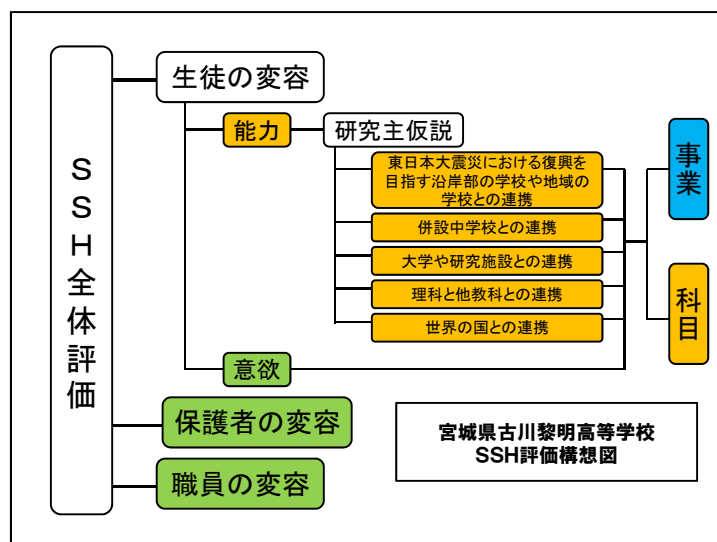 SSH全体評価
生徒の変容
能力
研究主仮説
東日本大震災における復興を
目指す沿岸部の学校や地域の
学校との連携
併設中学校との連携
大学や研究施設との連携
理科と他教科との連携
世界の国との連携
意欲
事業
科目
保護者の変容
職員の変容
宮城県古川黎明高等学校
SSH評価構想図